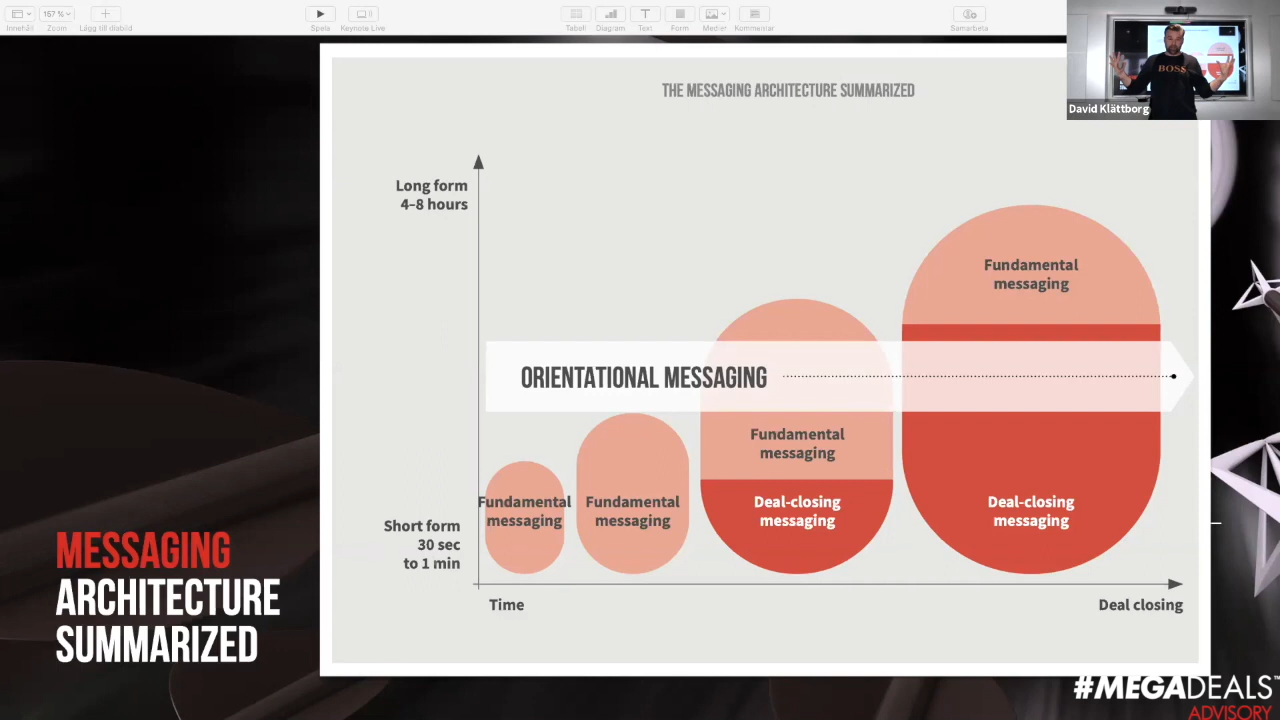 157 %
Innehåll
Zoom
Lägg till diabild
Spela
Keynote Live
Tabell
Diagram
Text
Form
Medier
Kommentar
Samarbeta
BOSS
David Klättborg
THE MESSAGING ARCHITECTURE SUMMARIZED
Long form
4–8 hours
Fundamental
messaging
ORIENTATIONAL MESSAGING
Fundamental
messaging
Fundamental
messaging
Fundamental
messaging
Deal-closing
messaging
Deal-closing
messaging
Short form
30 sec
to 1 min
Time
Deal closing
MESSAGING
ARCHITECTURE
SUMMARIZED
#MEGADEALS™
ADVISORY